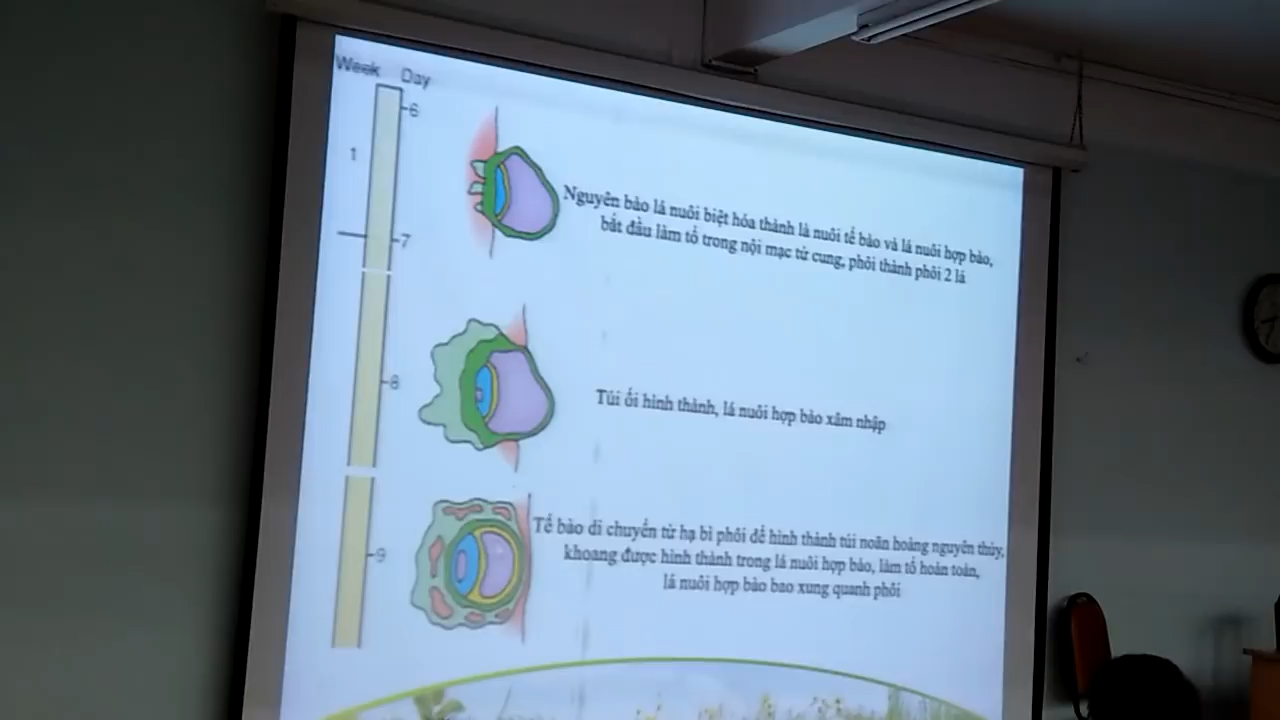 Week Day
6
1
Nguyên bào lá nuôi biệt hóa thành lá nuôi tế bào và lá nuôi hợp bào,
bắt đầu làm tổ trong nội mạc tử cung, phôi thành phôi 2 lá
7
8
Túi ối hình thành, lá nuôi hợp bào xâm nhập
Tế bào di chuyển từ hạ bì phôi để hình thành túi noãn hoàng nguyên thủy,
khoang được hình thành trong lá nuôi hợp bào, làm tổ hoàn toàn,
9
lá nuôi hợp bào bao xung quanh phôi